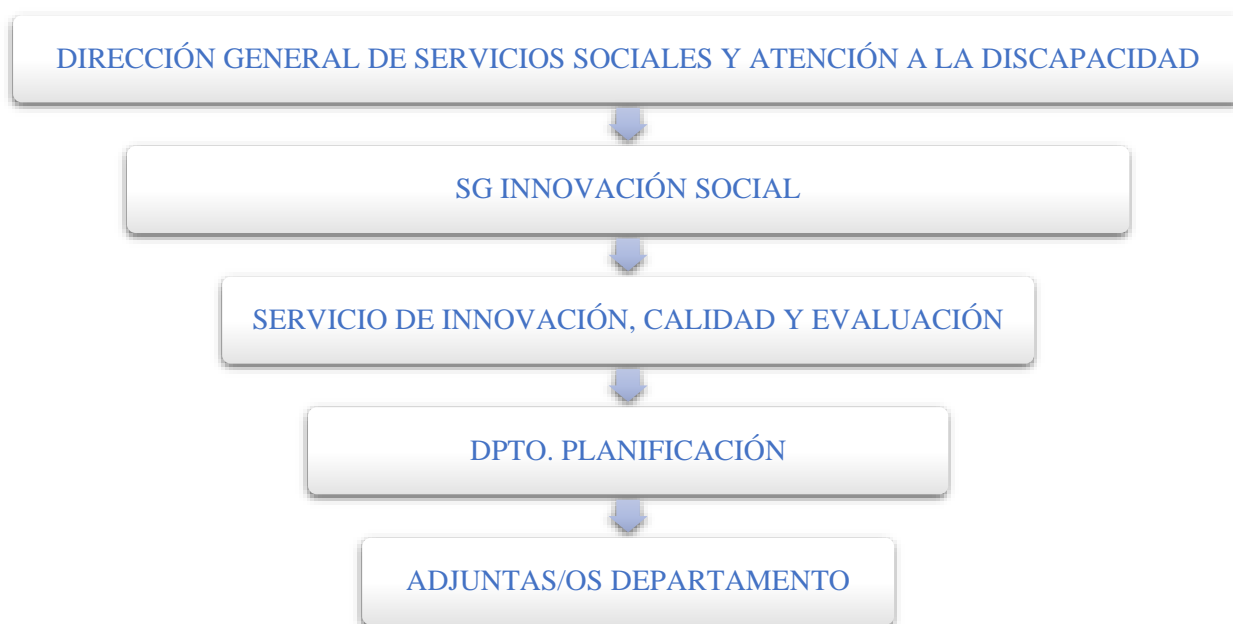 DIRECCIÓN GENERAL DE SERVICIOS SOCIALES Y ATENCIÓN A LA DISCAPACIDAD
SG INNOVACIÓN SOCIAL
SERVICIO DE INNOVACIÓN, CALIDAD Y EVALUACIÓN
DPTO. PLANIFICACIÓN
ADJUNTAS/OS DEPARTAMENTO